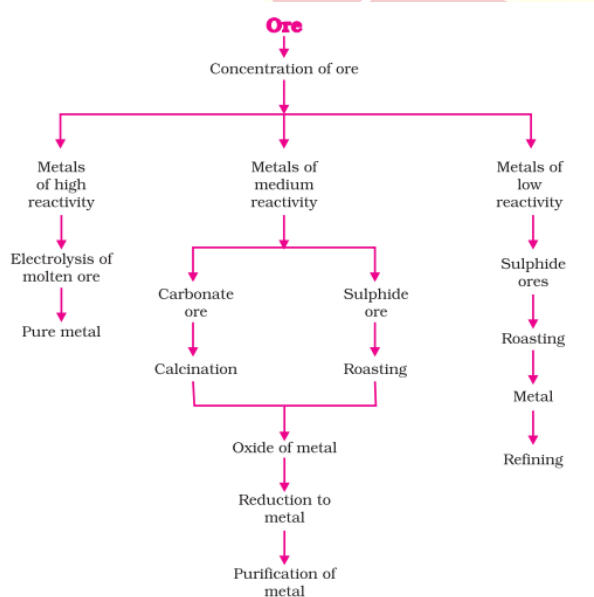 Ore
Concentration of ore
Metals
of high
reactivity
Electrolysis of
molten ore
Pure metal
Metals of
medium
reactivity
Carbonate
ore
Calcination
Sulphide
ore
Roasting
Oxide of metal
Reduction to
metal
Purification of
metal
Metals of
low
reactivity
Sulphide
ores
Roasting
Metal
Refining